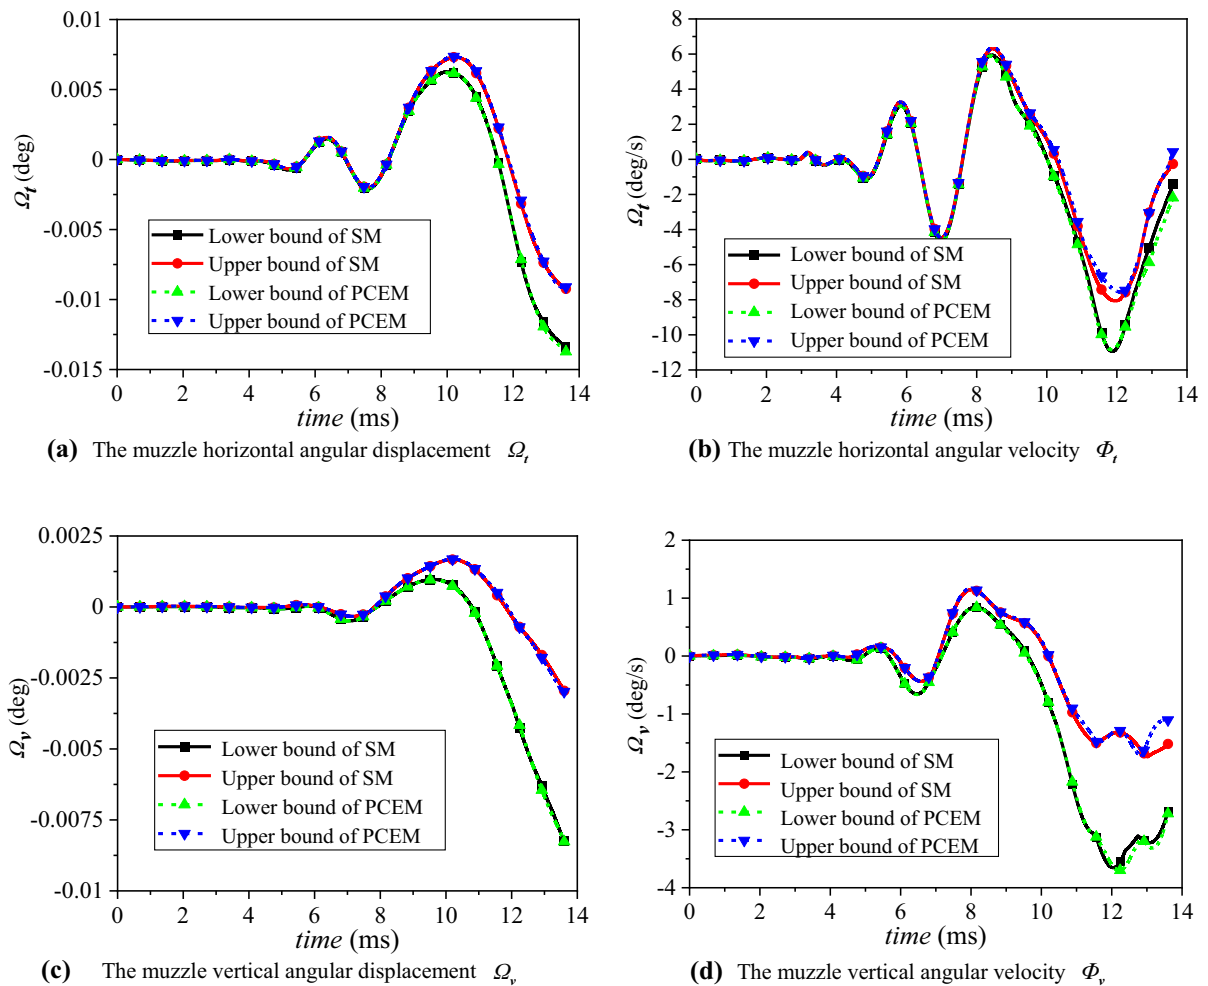 0.01
0.005
0
-0.005
-0.01
-0.015
Ω_t (deg)
Lower bound of SM
Upper bound of SM
Lower bound of PCEM
Upper bound of PCEM
0 2 4 6 8 10 12 14
time (ms)
(a) The muzzle horizontal angular displacement Ω_t
8
6
4
2
0
-2
-4
-6
-8
-10
-12
Ω_t (deg/s)
Lower bound of SM
Upper bound of SM
Lower bound of PCEM
Upper bound of PCEM
0 2 4 6 8 10 12 14
time (ms)
(b) The muzzle horizontal angular velocity Φ_t
0.0025
0
-0.0025
-0.005
-0.0075
-0.01
Ω_v (deg)
Lower bound of SM
Upper bound of SM
Lower bound of PCEM
Upper bound of PCEM
0 2 4 6 8 10 12 14
time (ms)
(c) The muzzle vertical angular displacement Ω_v
2
1
0
-1
-2
-3
-4
Ω_v (deg/s)
Lower bound of SM
Upper bound of SM
Lower bound of PCEM
Upper bound of PCEM
0 2 4 6 8 10 12 14
time (ms)
(d) The muzzle vertical angular velocity Φ_v